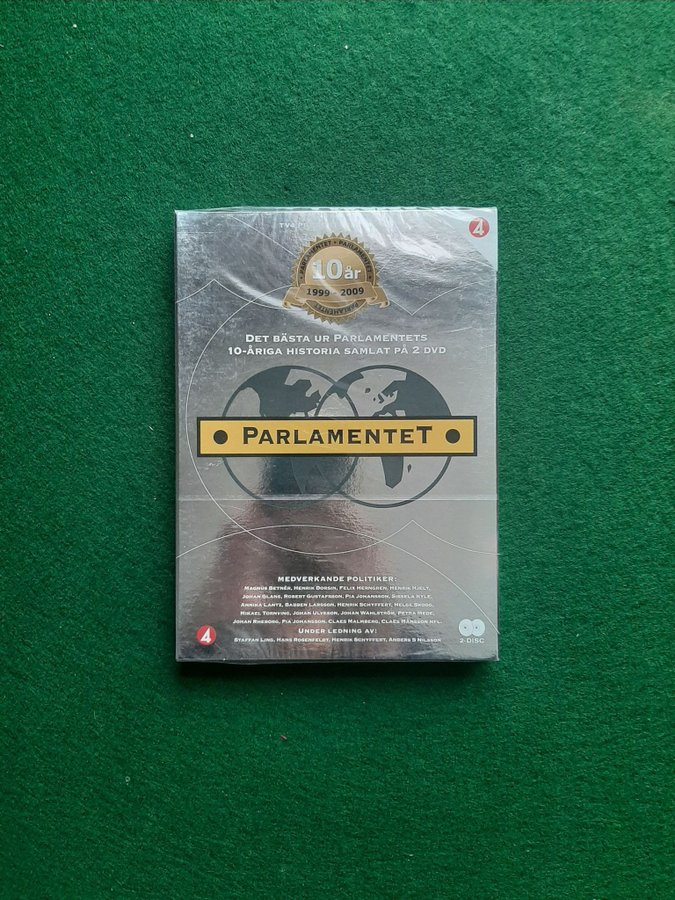 TV4
4
PARLAMENTET • PARLAMENTET
10 år
1999 - 2009
PARLAMENTET
DET BÄSTA UR PARLAMENTETS
10-ÅRIGA HISTORIA SAMLAT PÅ 2 DVD
• PARLAMENTET •
MEDVERKANDE POLITIKER:
MAGNUS BETNÉR, HENRIK DORSIN, FELIX HERNGREN, HENRIK HJELT,
JOHAN GLANS, ROBERT GUSTAFSSON, PIA JOHANSSON, SISSELA KYLE,
ANNIKA LANTZ, BABBEN LARSSON, HENRIK SCHYFFERT, HELGE SKOOG,
MIKAEL TORNVING, JOHAN ULVESON, JOHAN WAHLSTRÖM, PETRA MEDE,
JOHAN RHEBORG, PIA JOHANSSON, CLAES MALMBERG, CLAES MÅNSSON MFL.
UNDER LEDNING AV:
STAFFAN LING, HANS ROSENFELDT, HENRIK SCHYFFERT, ANDERS S NILSSON
4
2-DISC